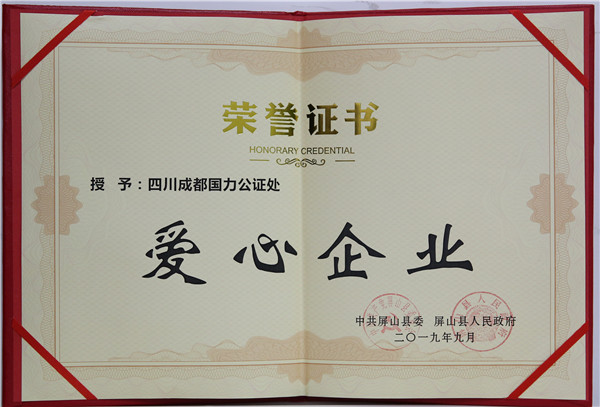 荣誉证书
HONORARY CREDENTIAL
授 予：四川成都国力公证处
爱心企业
中共屏山县委 屏山县人民政府
二〇一九年九月